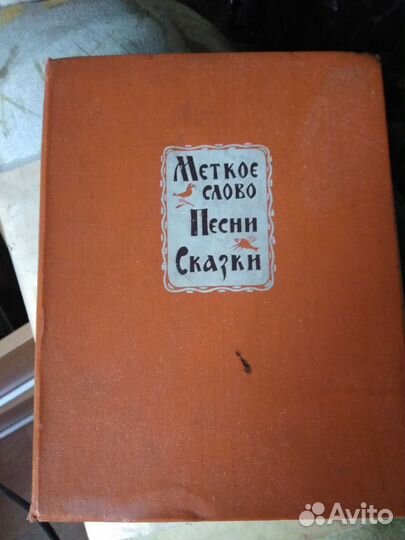 Меткое
слово
Песни
Сказки
Avito